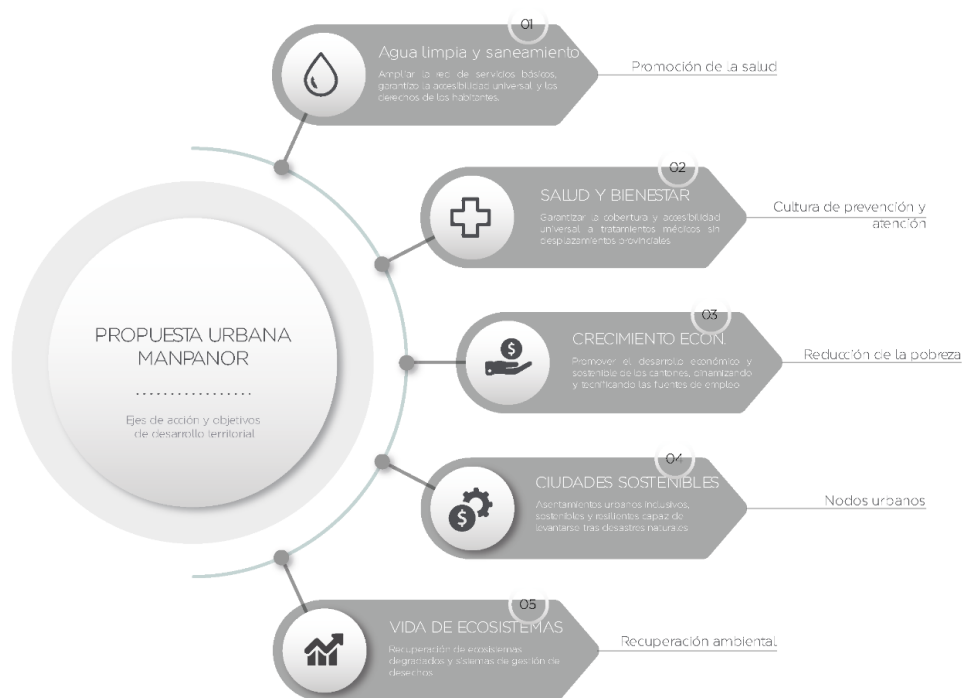 PROPUESTA URBANA
MANPANOR
Ejes de acción y objetivos
de desarrollo territorial
01
Agua limpia y saneamiento
Ampliar la red de servicios básicos,
garantiza la accesibilidad universal y los
derechos de los habitantes.
Promoción de la salud
02
SALUD Y BIENESTAR
Garantizar la cobertura y accesibilidad
universal a tratamientos médicos sin
desplazamientos provinciales
Cultura de prevención y
atención
03
CRECIMIENTO ECON.
Promover el desarrollo económico y
sostenible de los cantones, dinamizando
y tecnificando las fuentes de empleo
Reducción de la pobreza
04
CIUDADES SOSTENIBLES
Asentamientos urbanos inclusivos,
sostenibles y resilientes capaz de
levantarse tras desastres naturales
Nodos urbanos
05
VIDA DE ECOSISTEMAS
Recuperación de ecosistemas
degradados y sistemas de gestión de
desechos
Recuperación ambiental